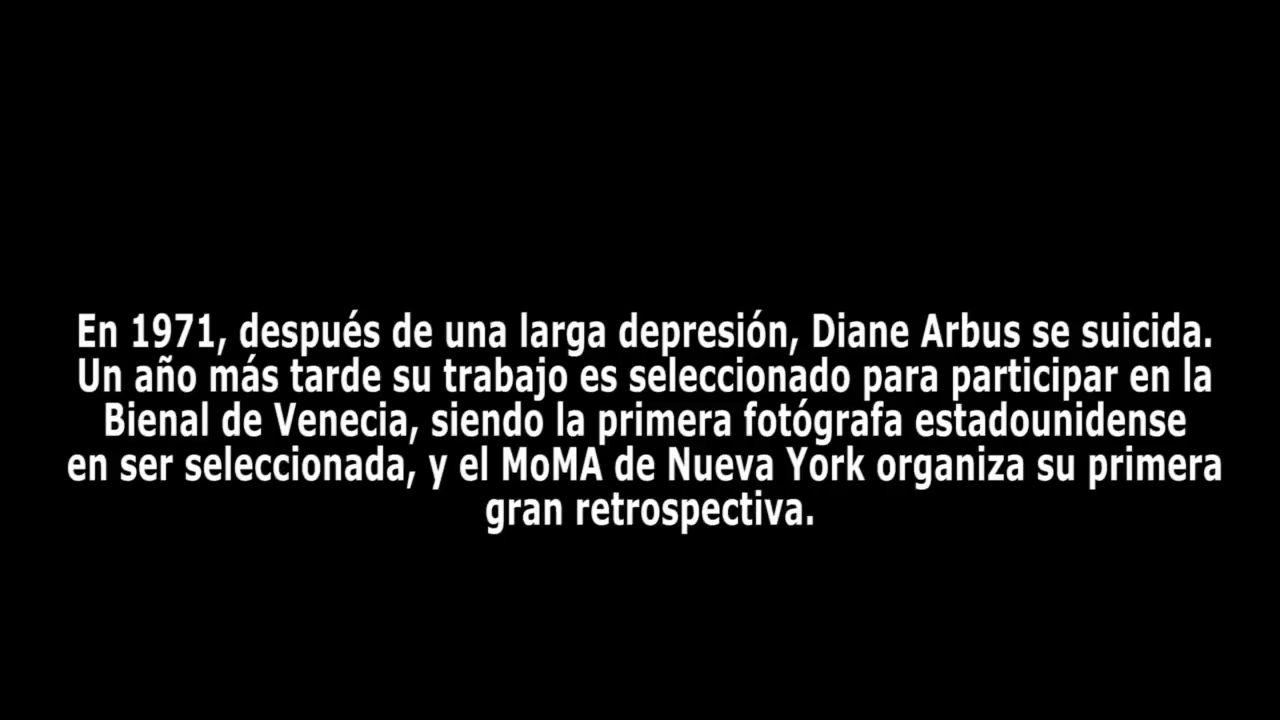 En 1971, después de una larga depresión, Diane Arbus se suicida.
Un año más tarde su trabajo es seleccionado para participar en la
Bienal de Venecia, siendo la primera fotógrafa estadounidense
en ser seleccionada, y el MoMA de Nueva York organiza su primera
gran retrospectiva.